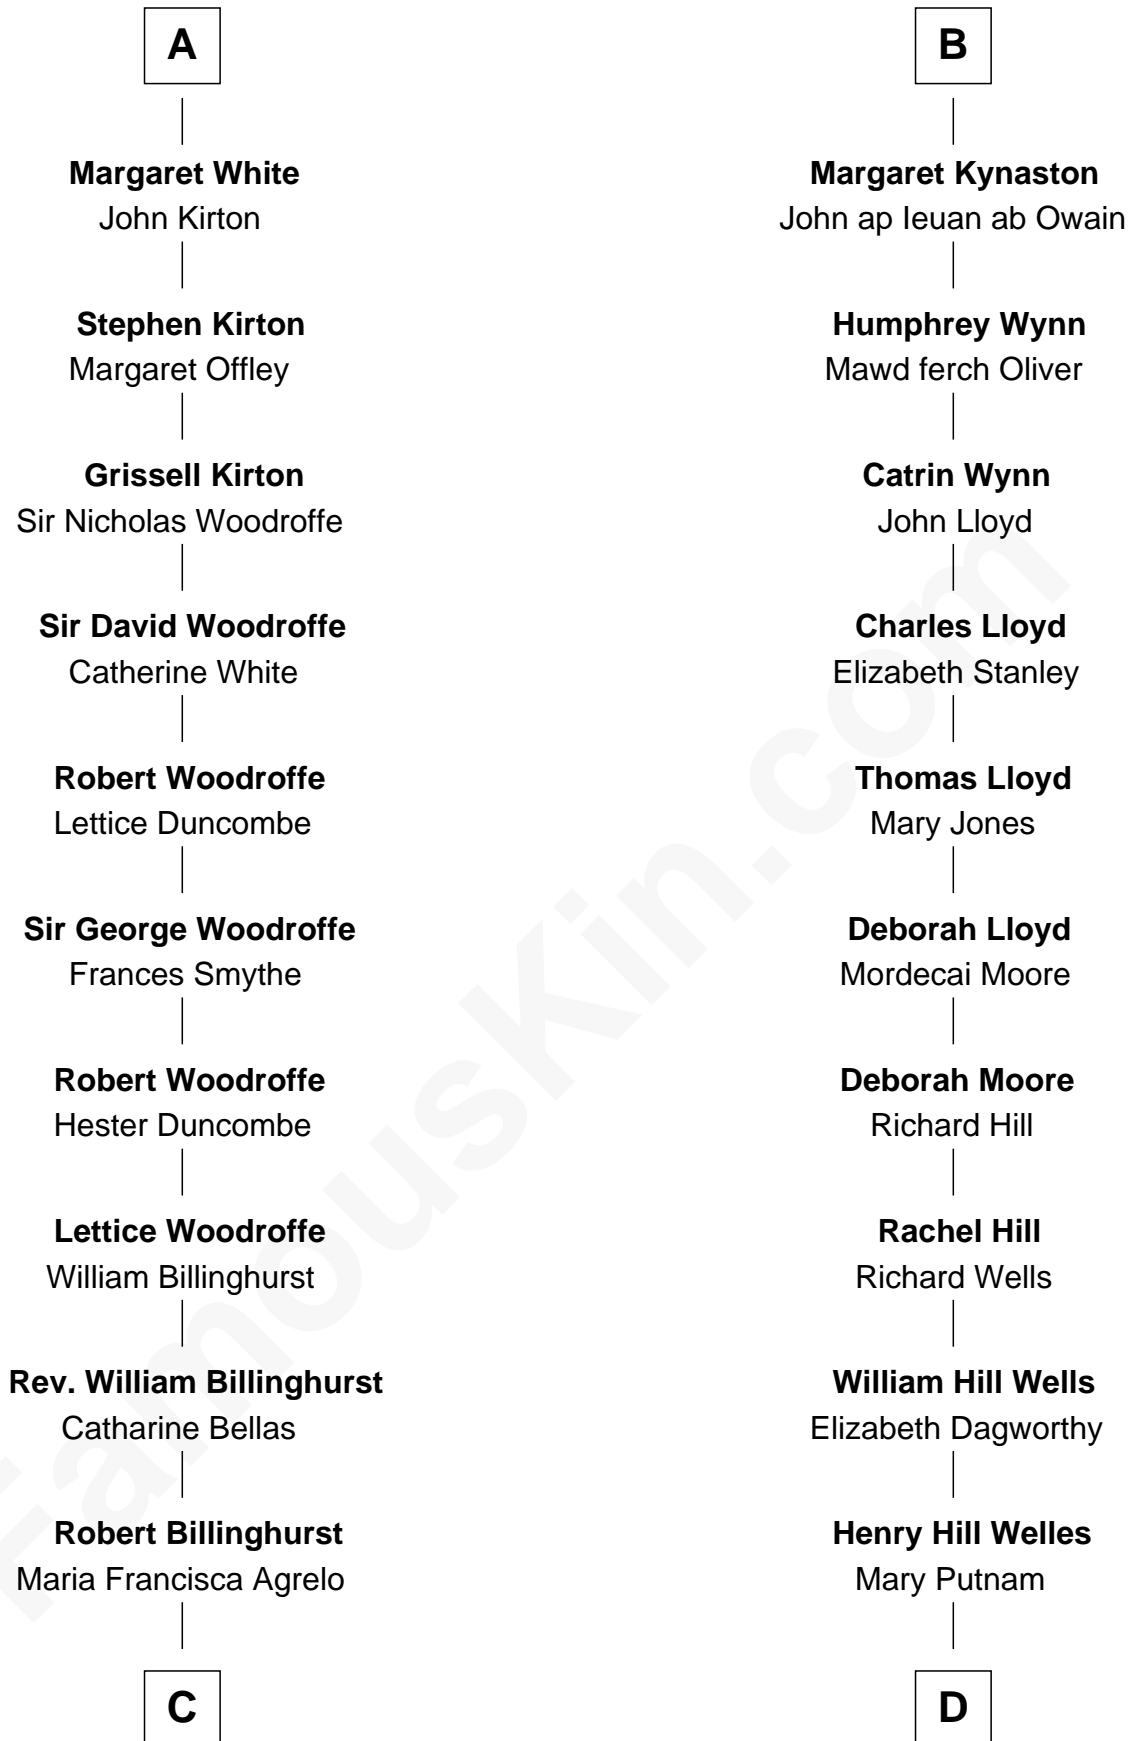 A
Margaret White
John Kirton
Stephen Kirton
Margaret Offley
Grissell Kirton
Sir Nicholas Woodroffe
Sir David Woodroffe
Catherine White
Robert Woodroffe
Lettice Duncombe
Sir George Woodroffe
Frances Smythe
Robert Woodroffe
Hester Duncombe
Lettice Woodroffe
William Billinghurst
Rev. William Billinghurst
Catharine Bellas
Robert Billinghurst
Maria Francisca Agrelo
C
B
Margaret Kynaston
John ap Ieuan ab Owain
Humphrey Wynn
Mawd ferch Oliver
Catrin Wynn
John Lloyd
Charles Lloyd
Elizabeth Stanley
Thomas Lloyd
Mary Jones
Deborah Lloyd
Mordecai Moore
Deborah Moore
Richard Hill
Rachel Hill
Richard Wells
William Hill Wells
Elizabeth Dagworthy
Henry Hill Welles
Mary Putnam
D
FamousKin.com